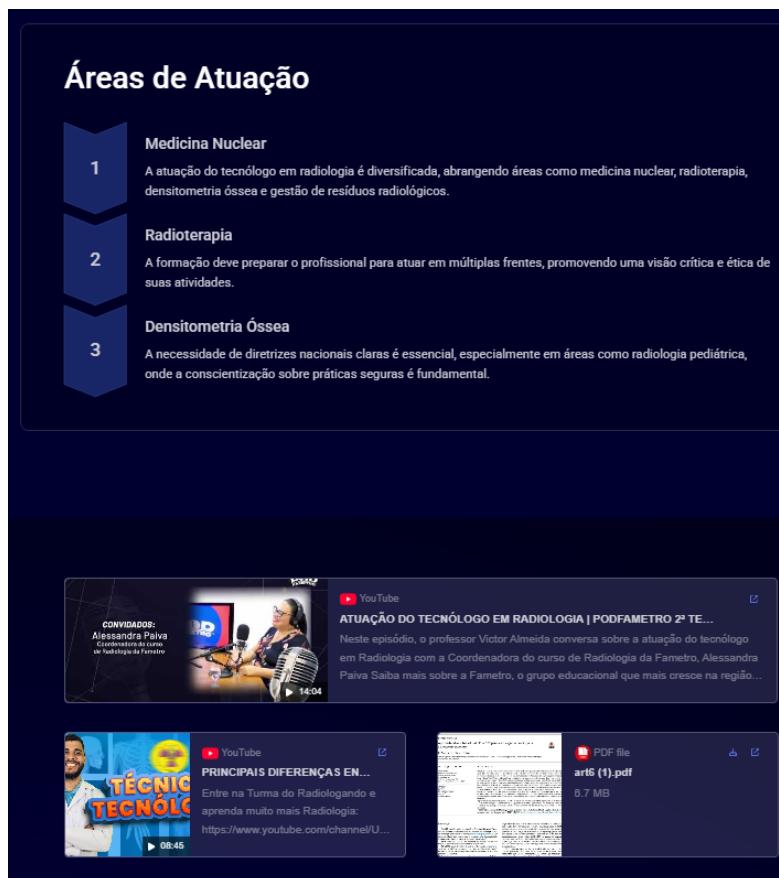 Áreas de Atuação
1
Medicina Nuclear
A atuação do tecnólogo em radiologia é diversificada, abrangendo áreas como medicina nuclear, radioterapia,
densitometria óssea e gestão de resíduos radiológicos.
2
Radioterapia
A formação deve preparar o profissional para atuar em múltiplas frentes, promovendo uma visão crítica e ética de
suas atividades.
3
Densitometria Óssea
A necessidade de diretrizes nacionais claras é essencial, especialmente em áreas como radiologia pediátrica,
onde a conscientização sobre práticas seguras é fundamental.
CONVIDADOS:
Alessandra Paiva
Coordenadora do curso
de Radiologia da Fametro
14:04
YouTube
ATUAÇÃO DO TECNÓLOGO EM RADIOLOGIA | PODFAMETRO 2ª TE...
Neste episódio, o professor Victor Almeida conversa sobre a atuação do tecnólogo
em Radiologia com a Coordenadora do curso de Radiologia da Fametro, Alessandra
Paiva Saiba mais sobre a Fametro, o grupo educacional que mais cresce na região...
TÉCNIC
TECNÓLO
08:45
YouTube
PRINCIPAIS DIFERENÇAS EN...
Entre na Turma do Radiologando e
aprenda muito mais Radiologia:
https://www.youtube.com/channel/U...
PDF file
art6 (1).pdf
6.7 MB